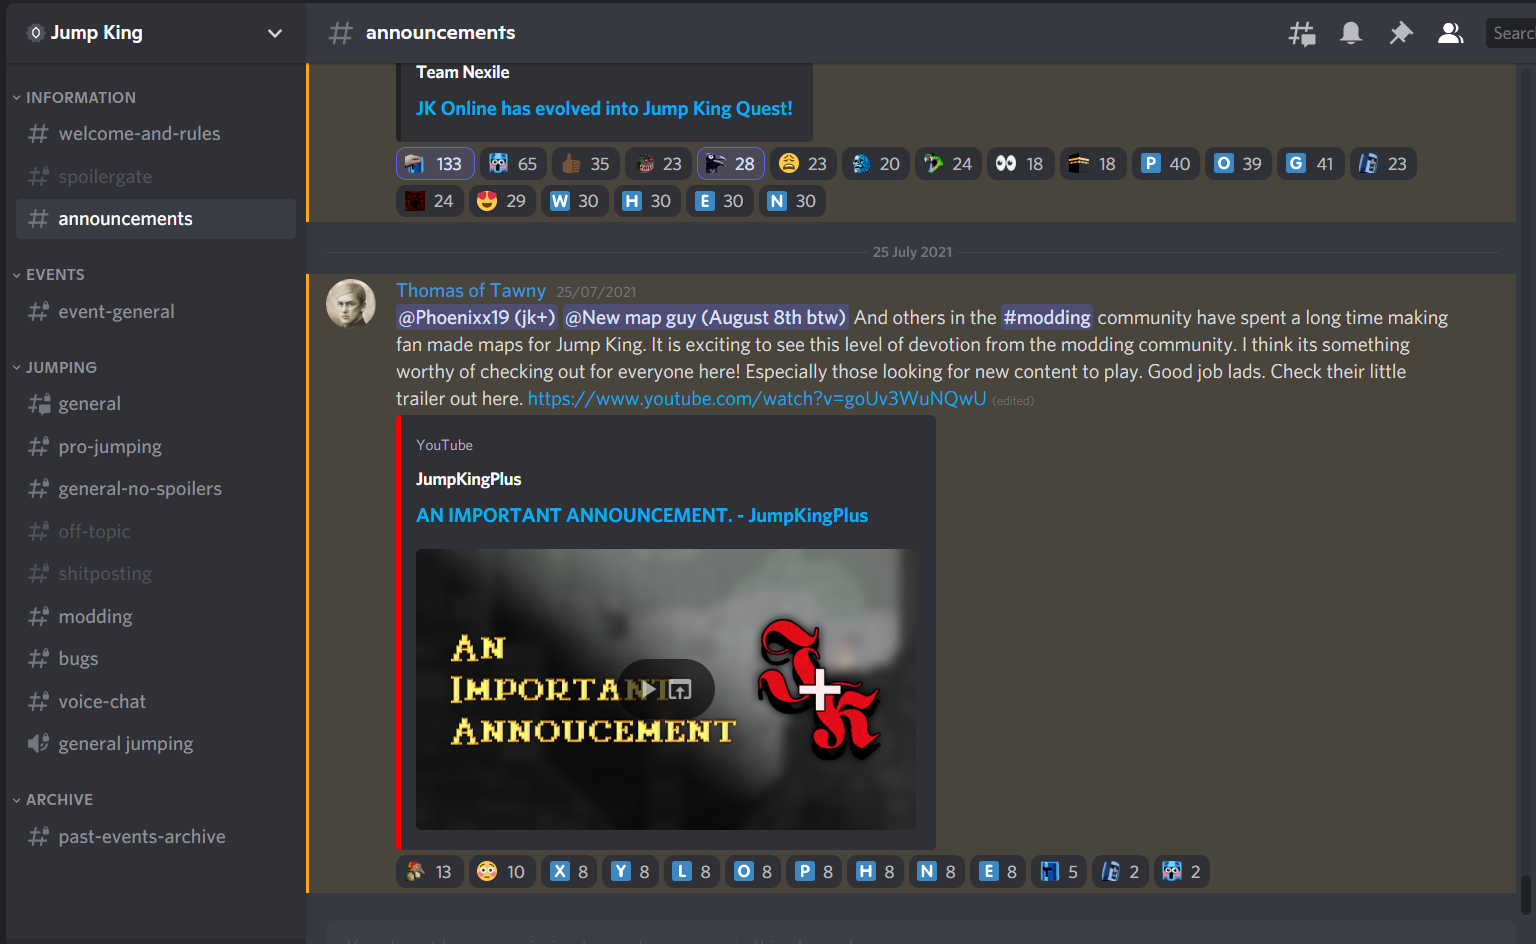 Jump King
announcements
Searc
INFORMATION
welcome-and-rules
spoilergate
announcements
EVENTS
event-general
JUMPING
general
pro-jumping
general-no-spoilers
off-topic
shitposting
modding
bugs
voice-chat
general jumping
ARCHIVE
past-events-archive
Team Nexile
JK Online has evolved into Jump King Quest!
133 65 35 23 28 23 20 24 18 18 P 40 O 39 G 41 23
24 29 W 30 H 30 E 30 N 30
25 July 2021
Thomas of Tawny 25/07/2021
@Phoenixx19 (jk+) @New map guy (August 8th btw) And others in the #modding community have spent a long time making
fan made maps for Jump King. It is exciting to see this level of devotion from the modding community. I think its something
worthy of checking out for everyone here! Especially those looking for new content to play. Good job lads. Check their little
trailer out here. https://www.youtube.com/watch?v=goUv3WuNQwU (edited)
YouTube
JumpKingPlus
AN IMPORTANT ANNOUNCEMENT. - JumpKingPlus
AN
IMPORTANT
ANNOUCEMENT
JK+
13 10 X 8 Y 8 L 8 O 8 P 8 H 8 N 8 E 8 5 2 2